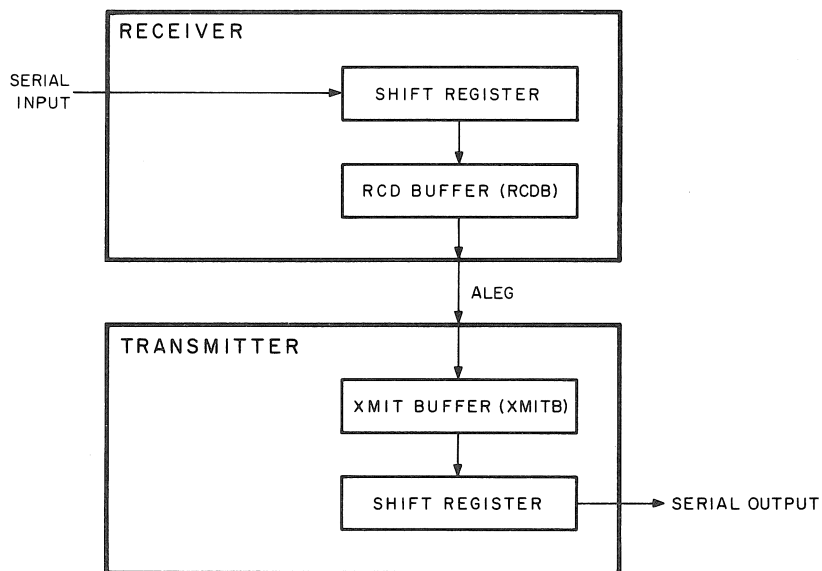 RECEIVER
SERIAL
INPUT
SHIFT REGISTER
RCD BUFFER (RCDB)
ALEG
TRANSMITTER
XMIT BUFFER (XMITB)
SHIFT REGISTER
SERIAL OUTPUT